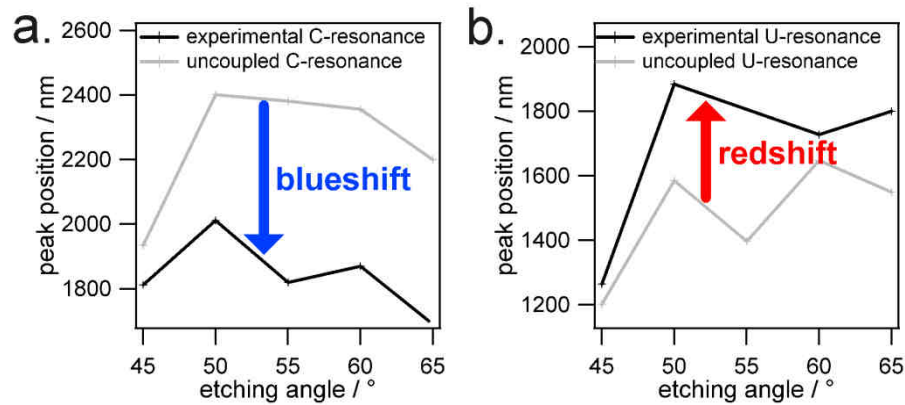 a.
2600
2400
2200
2000
1800
peak position / nm
experimental C-resonance
uncoupled C-resonance
blueshift
45 50 55 60 65
etching angle / °
b.
2000
1800
1600
1400
1200
peak position / nm
experimental U-resonance
uncoupled U-resonance
redshift
45 50 55 60 65
etching angle / °